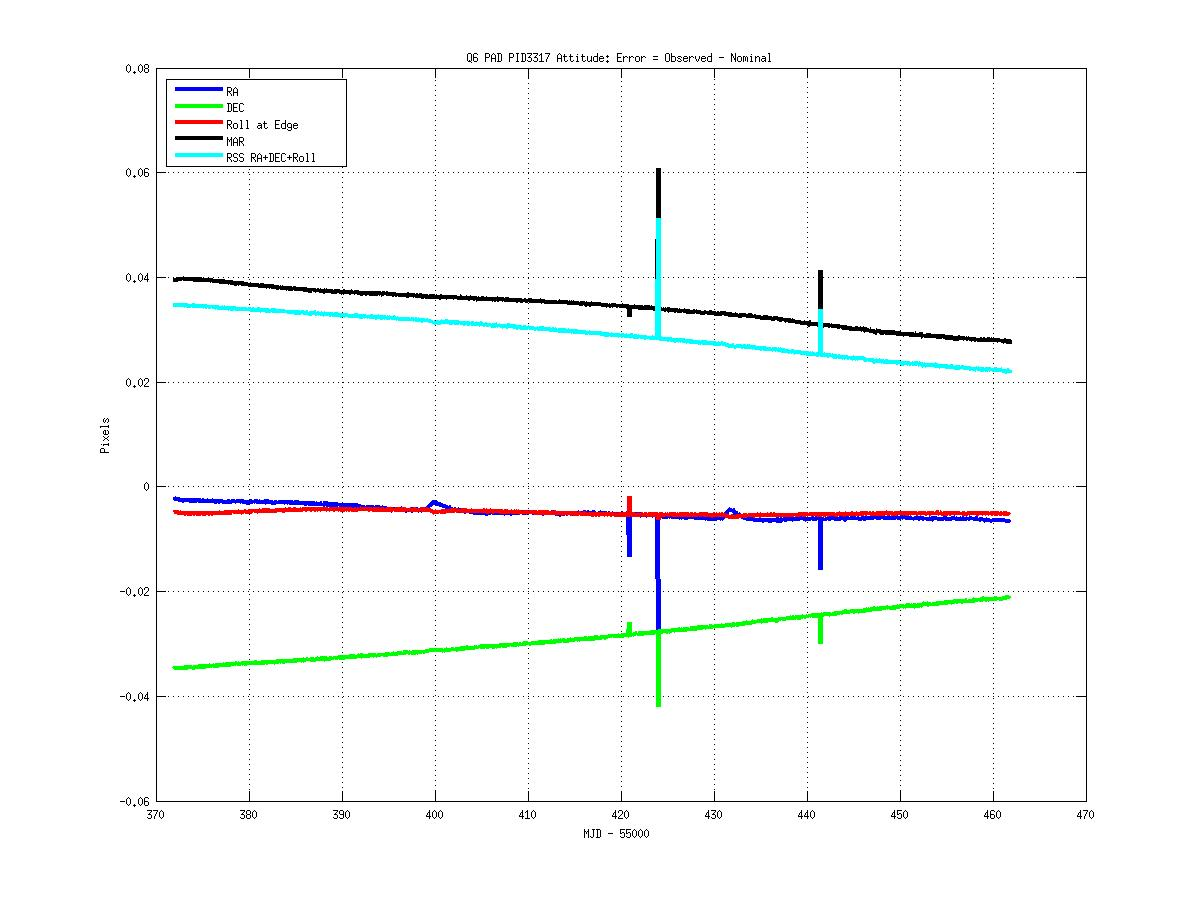 Q6 PAD PID3317 Attitude: Error = Observed - Nominal
0.08
RA
DEC
Roll at Edge
MAR
RSS RA+DEC+Roll
0.06
0.04
0.02
Pixels
0
-0.02
-0.04
-0.06
370 380 390 400 410 420 430 440 450 460 470
MJD - 55000